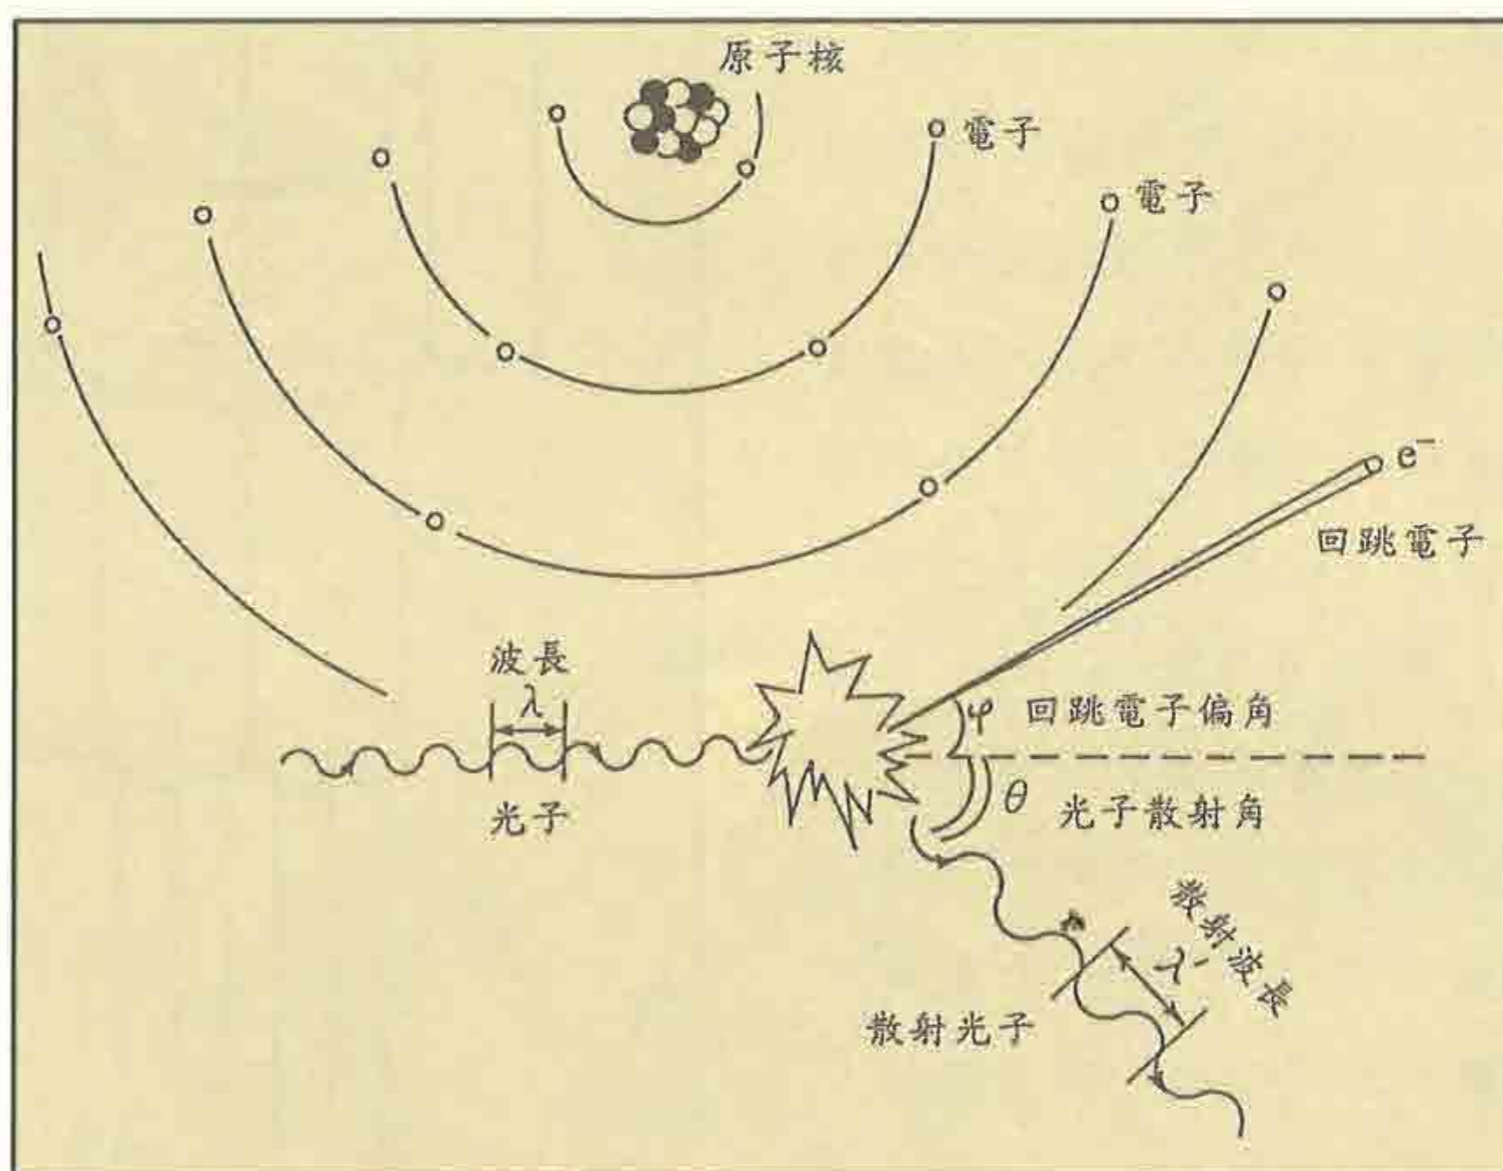 原子核
電子
電子
e⁻
回跳電子
波長
λ
φ 回跳電子偏角
θ 光子散射角
光子
散射波長
λ'
散射光子